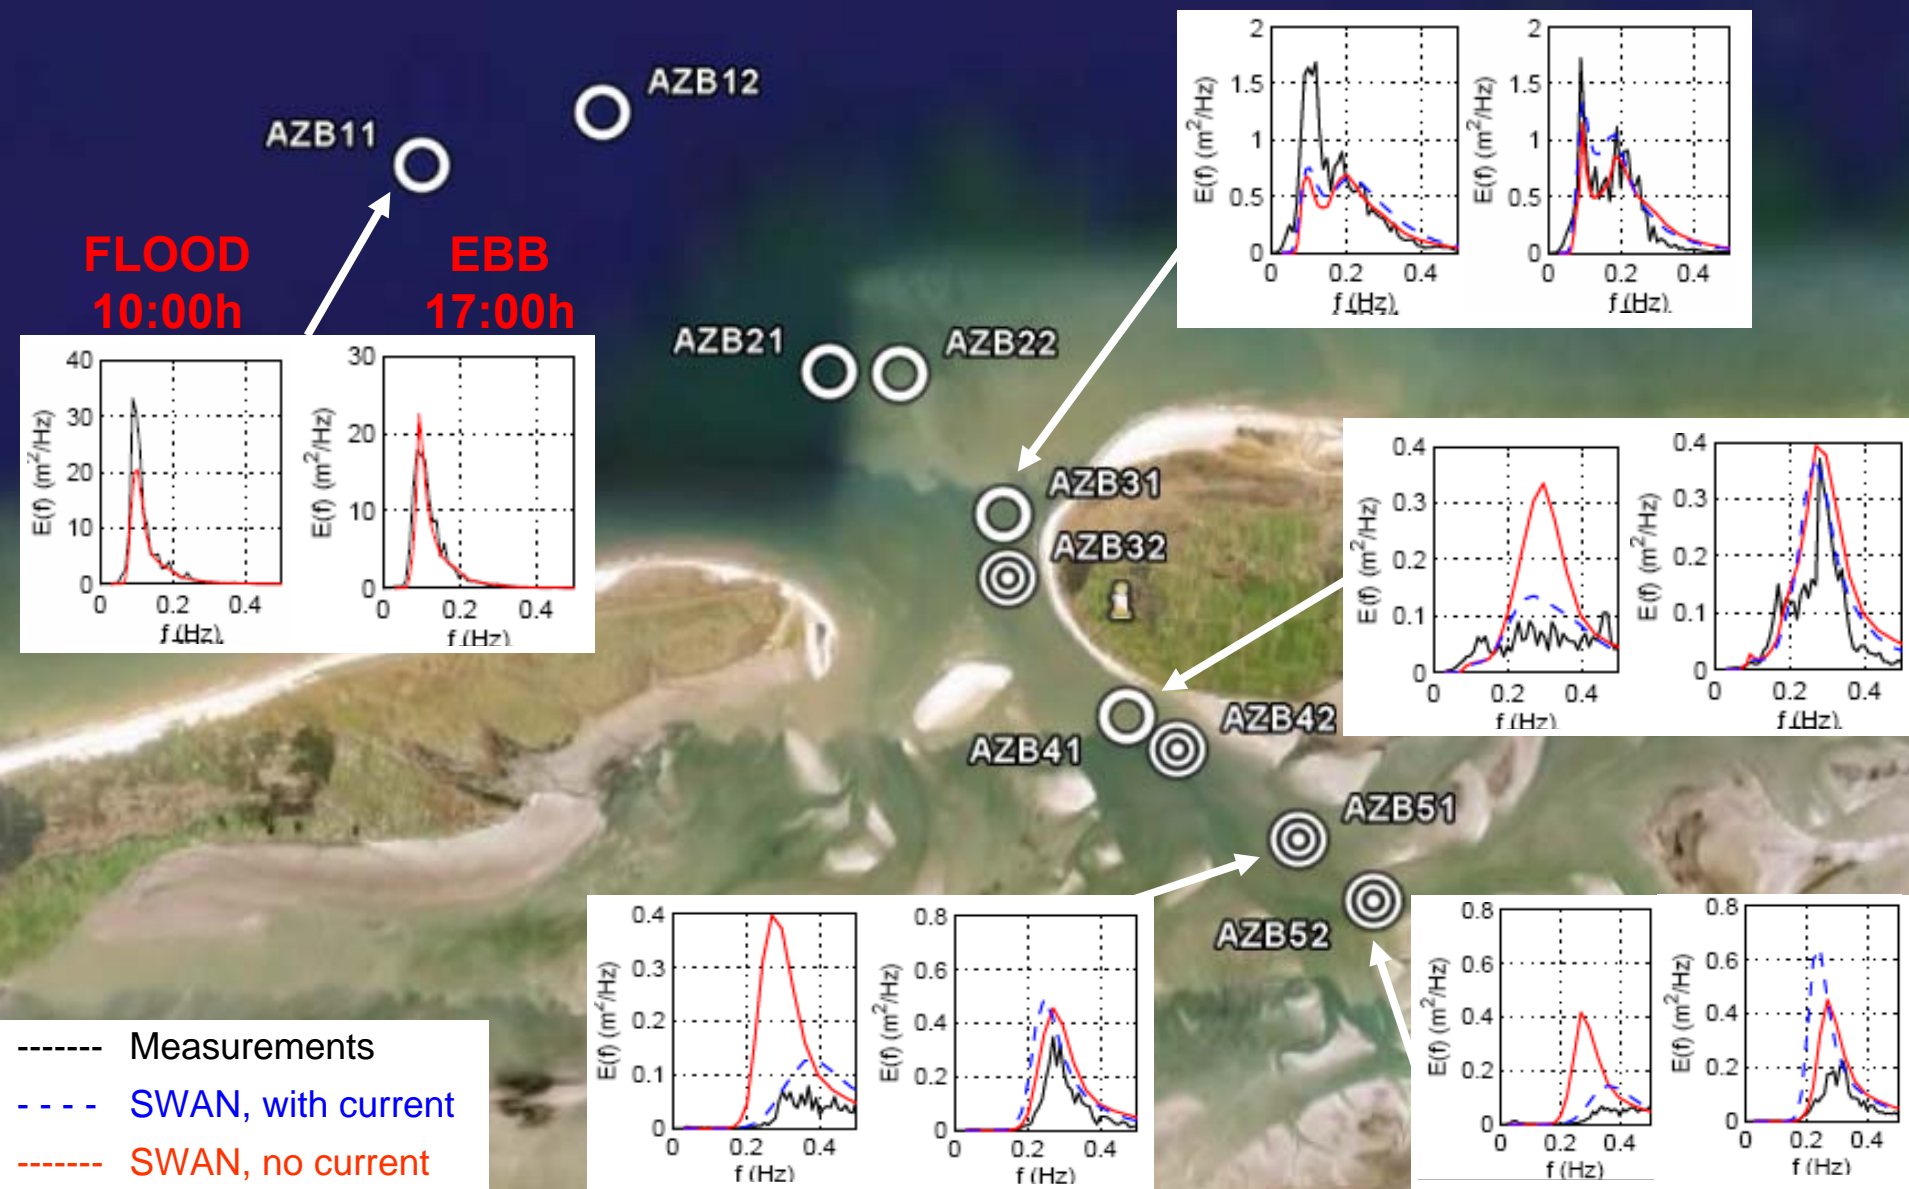 AZB12
AZB11
FLOOD
10:00h
EBB
17:00h
AZB21
AZB22
AZB31
AZB32
AZB41
AZB42
AZB51
AZB52
E(f) (m²/Hz)
2
1.5
1
0.5
0
0 0.2 0.4
f (Hz)
E(f) (m²/Hz)
2
1.5
1
0.5
0
0 0.2 0.4
f (Hz)
E(f) (m²/Hz)
40
30
20
10
0
0 0.2 0.4
f (Hz)
E(f) (m²/Hz)
30
20
10
0
0 0.2 0.4
f (Hz)
E(f) (m²/Hz)
0.4
0.3
0.2
0.1
0
0 0.2 0.4
f (Hz)
E(f) (m²/Hz)
0.4
0.3
0.2
0.1
0
0 0.2 0.4
f (Hz)
E(f) (m²/Hz)
0.4
0.3
0.2
0.1
0
0 0.2 0.4
f (Hz)
E(f) (m²/Hz)
0.8
0.6
0.4
0.2
0
0 0.2 0.4
f (Hz)
E(f) (m²/Hz)
0.8
0.6
0.4
0.2
0
0 0.2 0.4
f (Hz)
E(f) (m²/Hz)
0.8
0.6
0.4
0.2
0
0 0.2 0.4
f (Hz)
Measurements
SWAN, with current
SWAN, no current